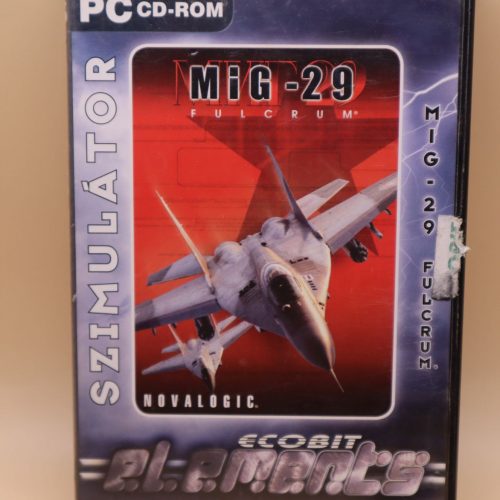 PC CD-ROM
SZIMULÁTOR
MiG-29
FULCRUM®
MIG-29 FULCRUM®
NOVALOGIC®
ECOBIT
elements